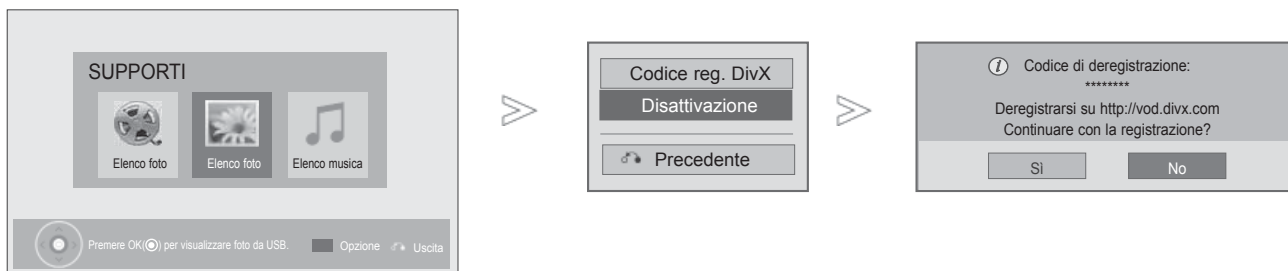 SUPPORTI
Elenco foto
Elenco foto
Elenco musica
Premere OK(◉) per visualizzare foto da USB.
Opzione
Uscita
Codice reg. DivX
Disattivazione
Precedente
i Codice di deregistrazione:
********
Deregistrarsi su http://vod.divx.com
Continuare con la registrazione?
Sì
No